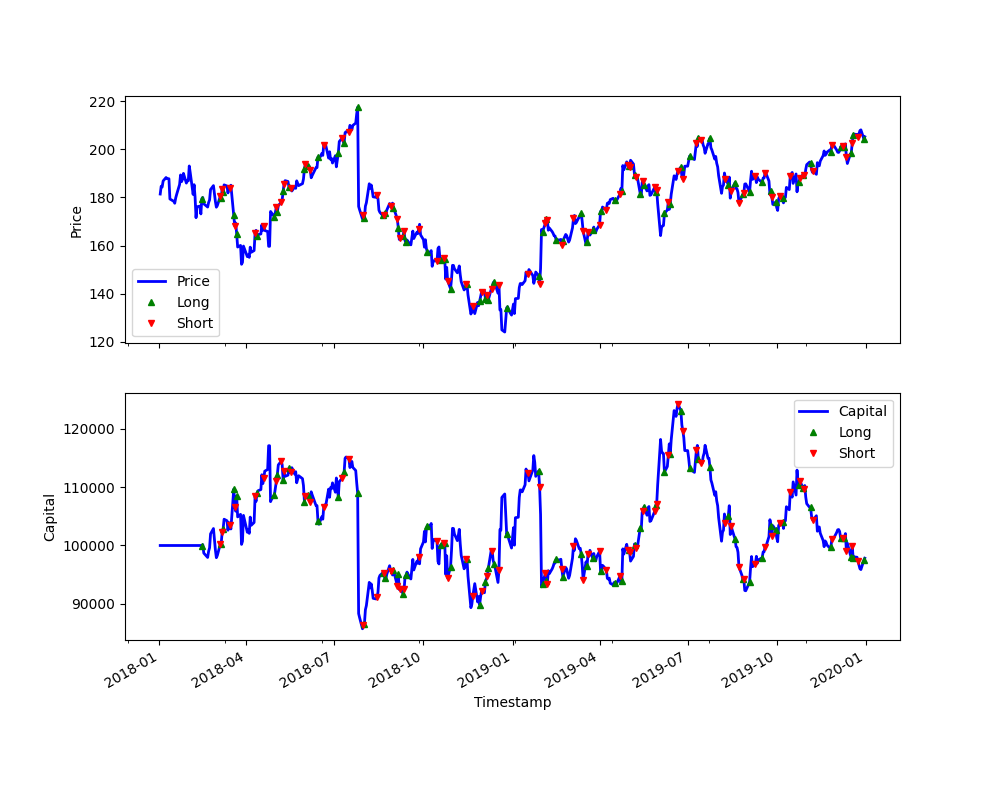 220
200
180
160
140
120
Price
Price
Long
Short
120000
110000
100000
90000
Capital
Capital
Long
Short
2018-01
2018-04
2018-07
2018-10
2019-01
2019-04
2019-07
2019-10
2020-01
Timestamp